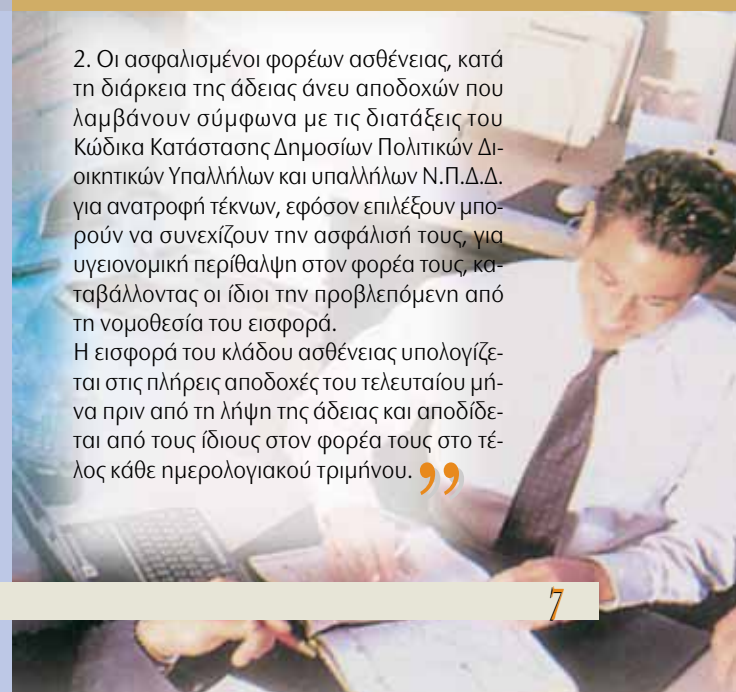 2. Οι ασφαλισμένοι φορέων ασθένειας, κατά
τη διάρκεια της άδειας άνευ αποδοχών που
λαμβάνουν σύμφωνα με τις διατάξεις του
Κώδικα Κατάστασης Δημοσίων Πολιτικών Δι-
οικητικών Υπαλλήλων και υπαλλήλων Ν.Π.Δ.Δ.
για ανατροφή τέκνων, εφόσον επιλέξουν μπο-
ρούν να συνεχίζουν την ασφάλισή τους, για
υγειονομική περίθαλψη στον φορέα τους, κα-
ταβάλλοντας οι ίδιοι την προβλεπόμενη από
τη νομοθεσία του εισφορά.
Η εισφορά του κλάδου ασθένειας υπολογίζε-
ται στις πλήρεις αποδοχές του τελευταίου μή-
να πριν από τη λήψη της άδειας και αποδίδε-
ται από τους ίδιους στον φορέα τους στο τέ-
λος κάθε ημερολογιακού τριμήνου. ”
7